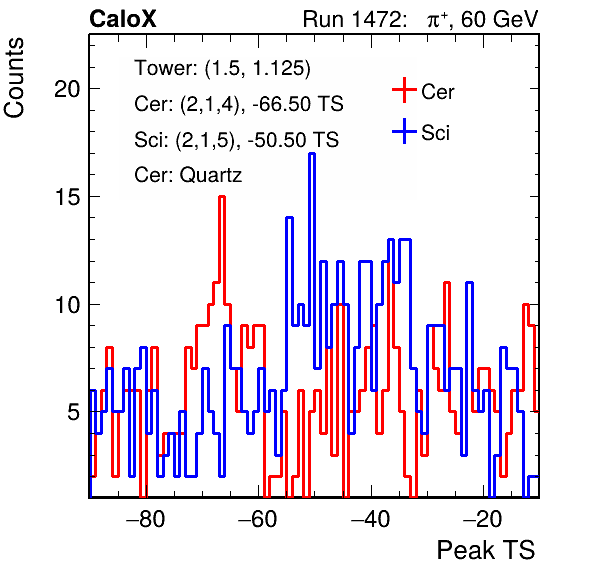 CaloX
Run 1472: π⁺, 60 GeV
Counts
Tower: (1.5, 1.125)
Cer: (2,1,4), -66.50 TS
Sci: (2,1,5), -50.50 TS
Cer: Quartz
Cer
Sci
20
15
10
5
−80 −60 −40 −20
Peak TS